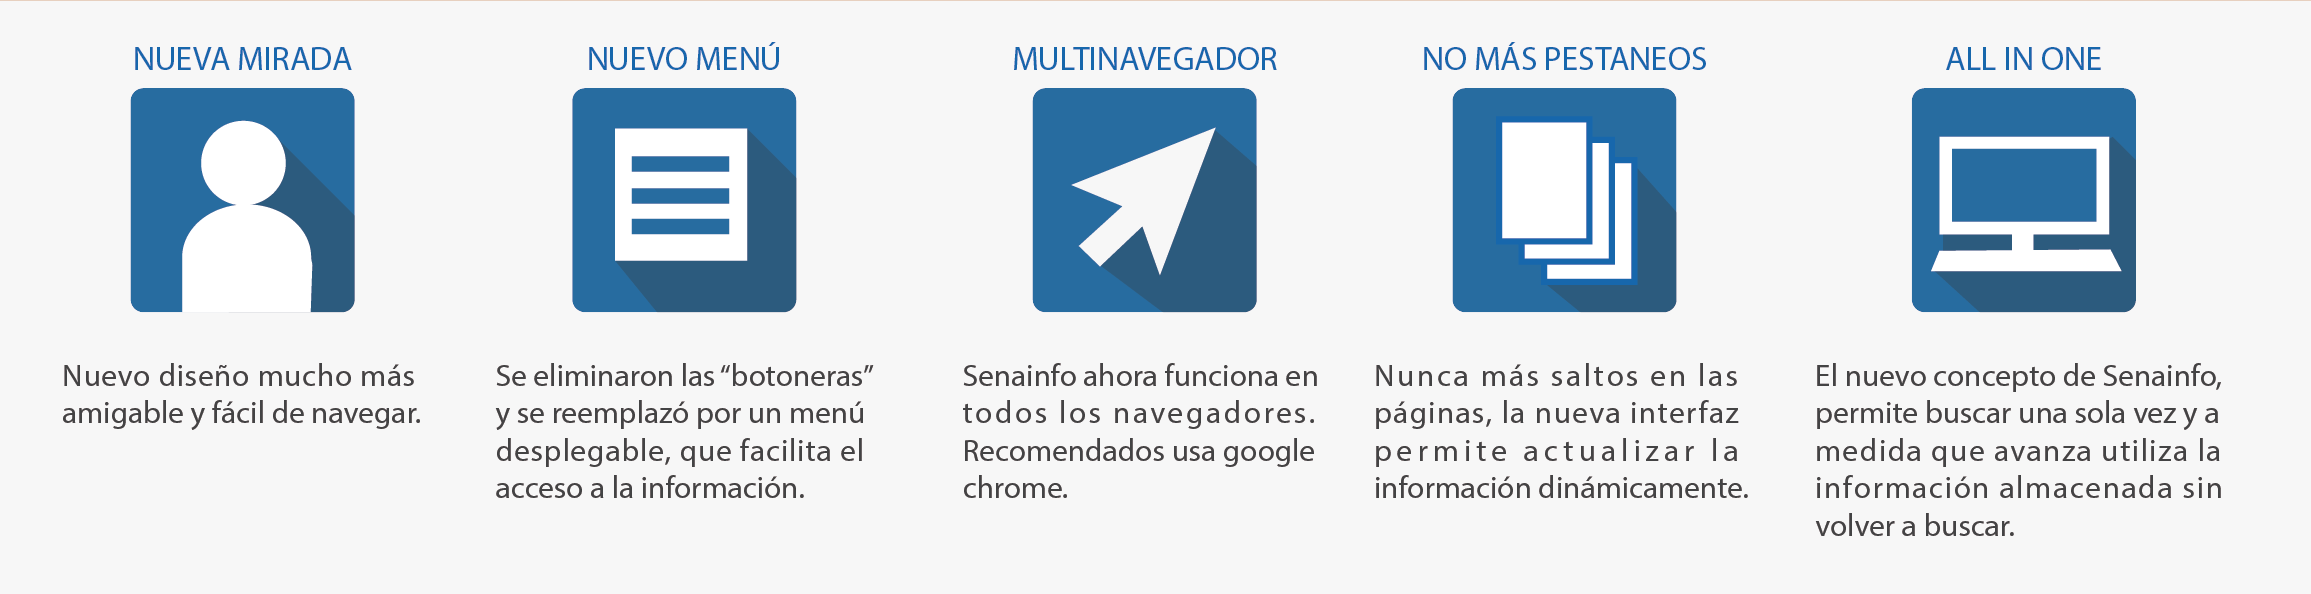 NUEVA MIRADA
Nuevo diseño mucho más
amigable y fácil de navegar.
NUEVO MENÚ
Se eliminaron las “botoneras”
y se reemplazó por un menú
desplegable, que facilita el
acceso a la información.
MULTINAVEGADOR
Senainfo ahora funciona en
todos los navegadores.
Recomendados usa google
chrome.
NO MÁS PESTANEOS
Nunca más saltos en las
páginas, la nueva interfaz
permite actualizar la
información dinámicamente.
ALL IN ONE
El nuevo concepto de Senainfo,
permite buscar una sola vez y a
medida que avanza utiliza la
información almacenada sin
volver a buscar.